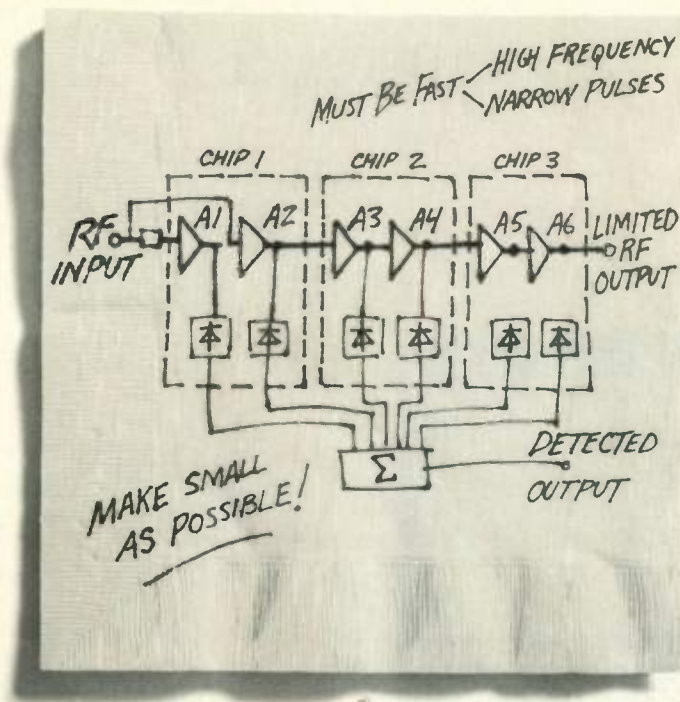 MUST BE FAST
HIGH FREQUENCY
NARROW PULSES
CHIP 1
CHIP 2
CHIP 3
A1
A2
A3
A4
A5
A6
RF
INPUT
LIMITED
RF
OUTPUT
Σ
DETECTED
OUTPUT
MAKE SMALL
AS POSSIBLE!